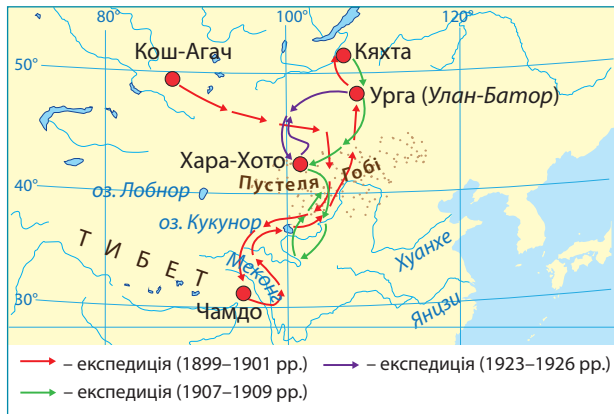 80° 100° 120°
50°
Кош-Агач
Кяхта
Урга (Улан-Батор)
Хара-Хото
Пустеля Гобі
оз. Лобнор
40°
оз. Кукунор
ТИБЕТ
Меконг
Хуанхе
30°
Чамдо
Янцзи
– експедиція (1899–1901 рр.)
– експедиція (1923–1926 рр.)
– експедиція (1907–1909 рр.)